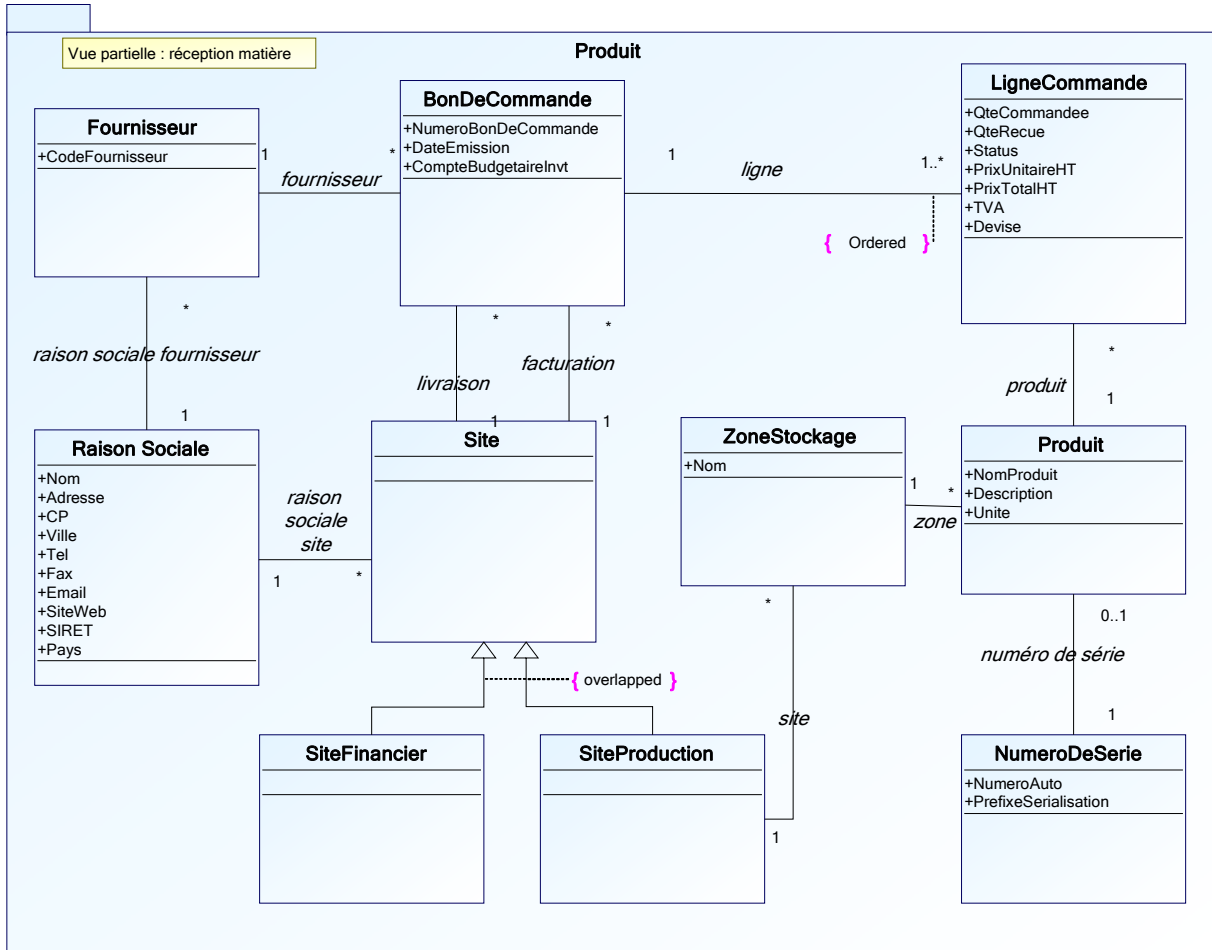 Vue partielle : réception matière
Produit
Fournisseur
+CodeFournisseur
1
*
fournisseur
BonDeCommande
+NumeroBonDeCommande
+DateEmission
+CompteBudgetaireInvt
1
ligne
1..*
{ Ordered }
LigneCommande
+QteCommandee
+QteRecue
+Status
+PrixUnitaireHT
+PrixTotalHT
+TVA
+Devise
*
raison sociale fournisseur
1
*
livraison
1
*
facturation
1
*
produit
1
Raison Sociale
+Nom
+Adresse
+CP
+Ville
+Tel
+Fax
+Email
+SiteWeb
+SIRET
+Pays
raison
sociale
site
1
*
Site
ZoneStockage
+Nom
1
*
zone
Produit
+NomProduit
+Description
+Unite
*
site
1
0..1
numéro de série
1
{ overlapped }
SiteFinancier
SiteProduction
NumeroDeSerie
+NumeroAuto
+PrefixeSerialisation